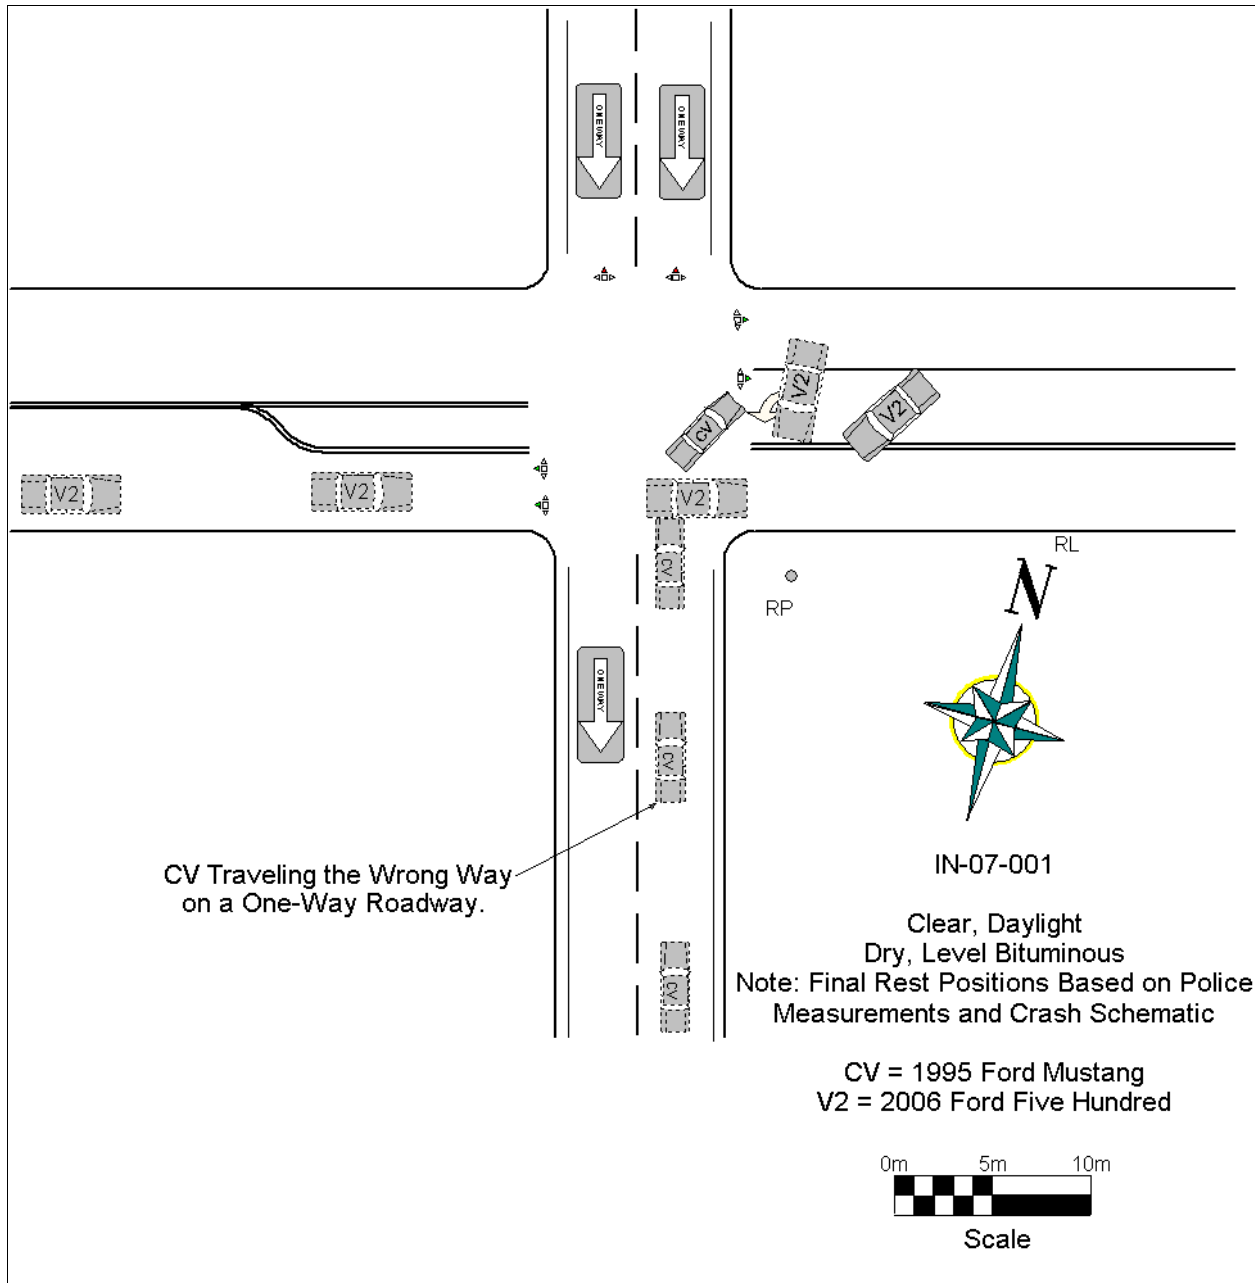 ONE WAY
ONE WAY
V2
V2
CV
V2
V2
V2
CV
RL
RP
N
ONE WAY
CV
CV Traveling the Wrong Way
on a One-Way Roadway.
CV
IN-07-001
Clear, Daylight
Dry, Level Bituminous
Note: Final Rest Positions Based on Police
Measurements and Crash Schematic
CV = 1995 Ford Mustang
V2 = 2006 Ford Five Hundred
0m 5m 10m
Scale